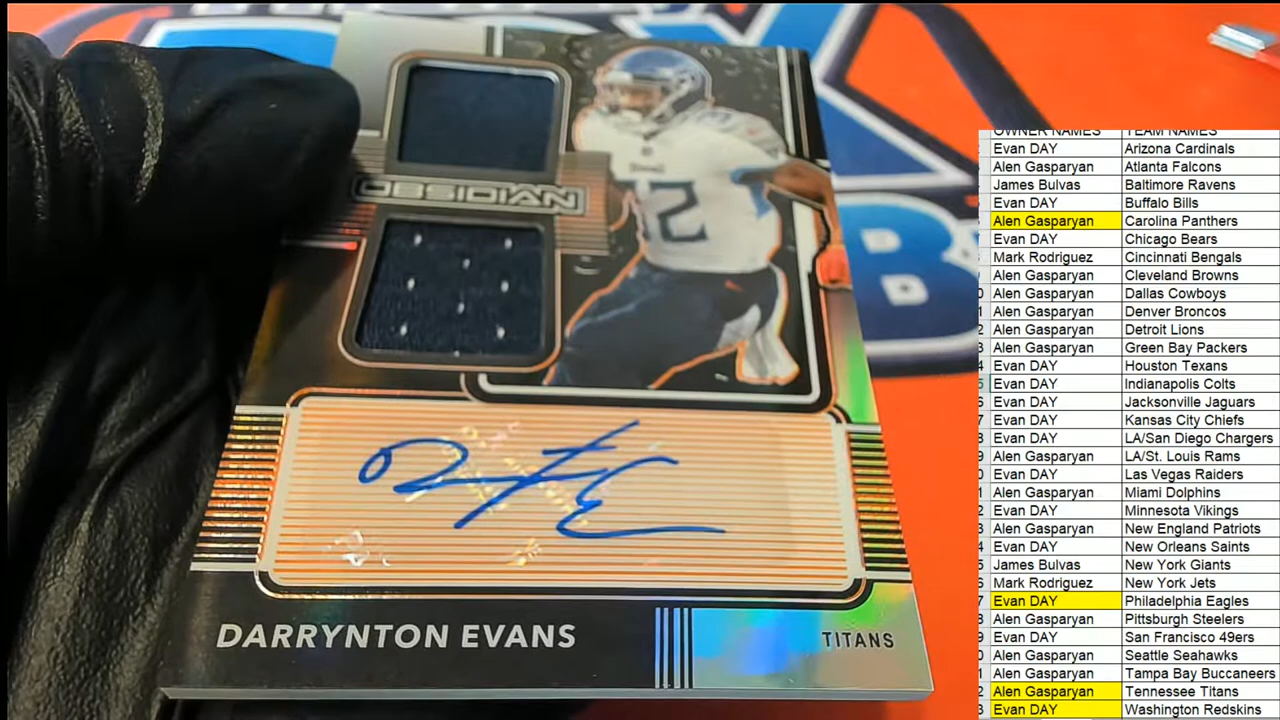 OBSIDIAN
DARRYNTON EVANS
TITANS
OWNER NAMES TEAM NAMES
Evan DAY Arizona Cardinals
Alen Gasparyan Atlanta Falcons
James Bulvas Baltimore Ravens
Evan DAY Buffalo Bills
Alen Gasparyan Carolina Panthers
Evan DAY Chicago Bears
Mark Rodriguez Cincinnati Bengals
Alen Gasparyan Cleveland Browns
Alen Gasparyan Dallas Cowboys
Alen Gasparyan Denver Broncos
Alen Gasparyan Detroit Lions
Alen Gasparyan Green Bay Packers
Evan DAY Houston Texans
Evan DAY Indianapolis Colts
Evan DAY Jacksonville Jaguars
Evan DAY Kansas City Chiefs
Evan DAY LA/San Diego Chargers
Alen Gasparyan LA/St. Louis Rams
Evan DAY Las Vegas Raiders
Alen Gasparyan Miami Dolphins
Evan DAY Minnesota Vikings
Alen Gasparyan New England Patriots
Evan DAY New Orleans Saints
James Bulvas New York Giants
Mark Rodriguez New York Jets
Evan DAY Philadelphia Eagles
Alen Gasparyan Pittsburgh Steelers
Evan DAY San Francisco 49ers
Alen Gasparyan Seattle Seahawks
Alen Gasparyan Tampa Bay Buccaneers
Alen Gasparyan Tennessee Titans
Evan DAY Washington Redskins